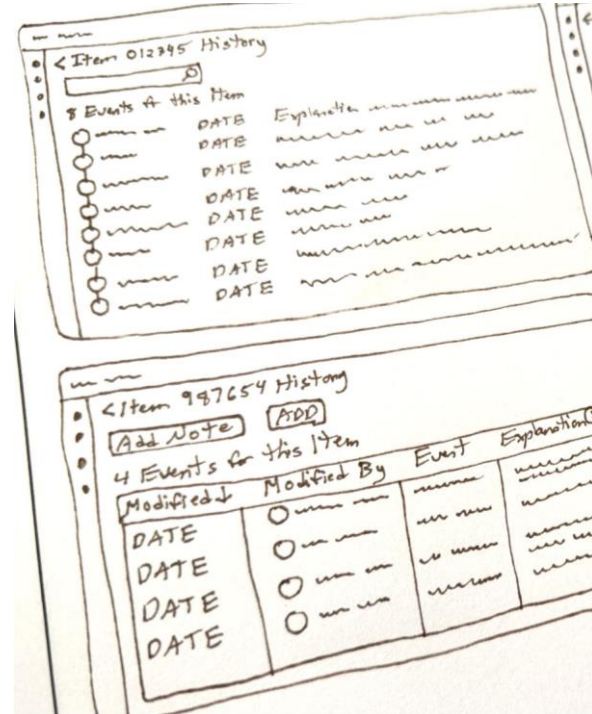 < Item 012345 History
8 Events for this Item
DATE Explanation
DATE
DATE
DATE
DATE
DATE
DATE
DATE
< Item 987654 History
Add Note ADD
4 Events for this Item
Modified ↓ Modified By Event Explanation
DATE
DATE
DATE
DATE